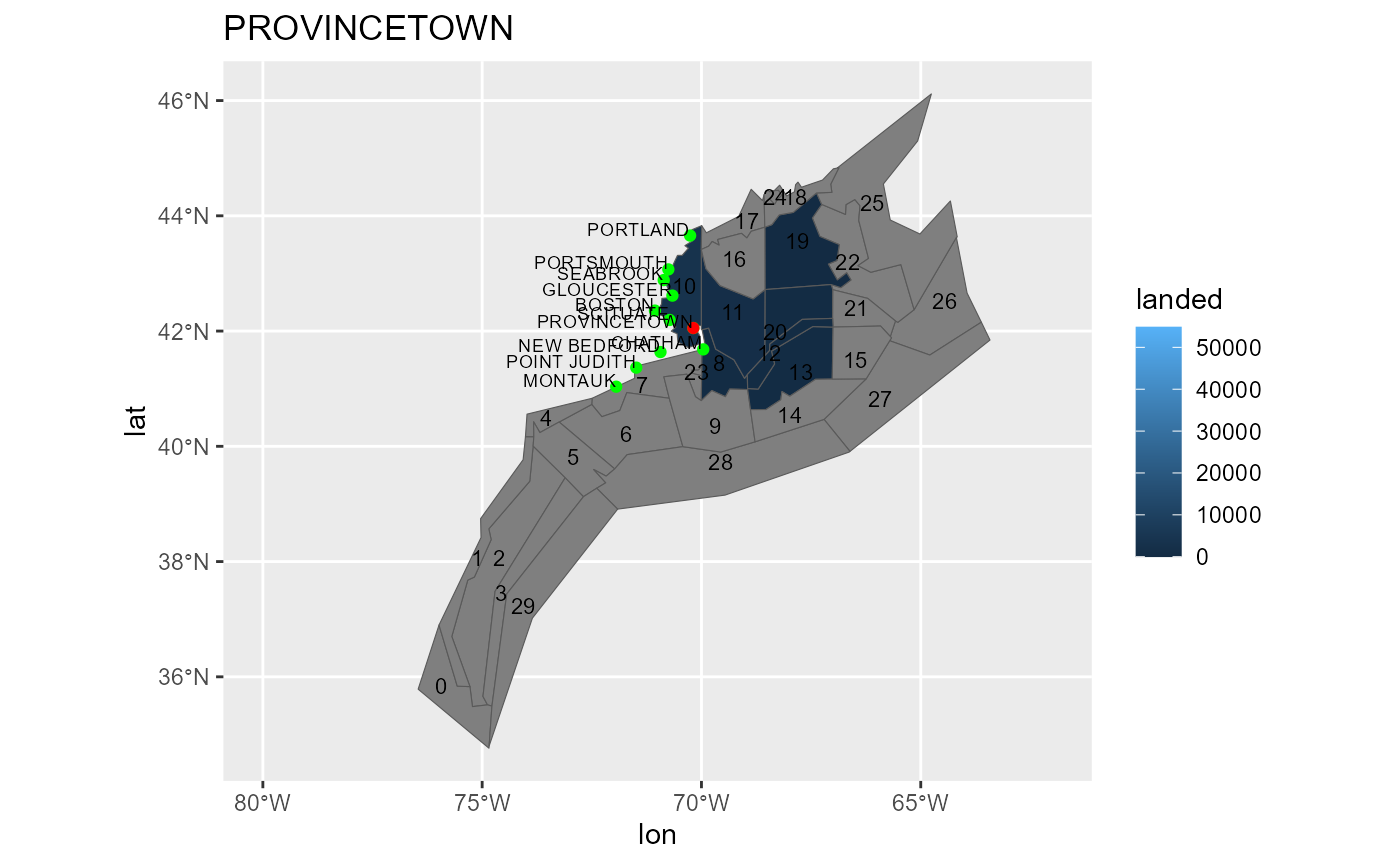 PROVINCETOWN
46°N
44°N
42°N
40°N
38°N
36°N
lat
80°W
75°W
70°W
65°W
lon
PORTLAND
PORTSMOUTH
SEABROOK
GLOUCESTER
BOSTON
SCITUATE
PROVINCETOWN
CHATHAM
NEW BEDFORD
POINT JUDITH
MONTAUK
24
18
25
17
19
16
22
10
11
21
26
20
12
8
23
13
15
7
27
14
4
6
9
5
28
1
2
3
29
0
landed
50000
40000
30000
20000
10000
0